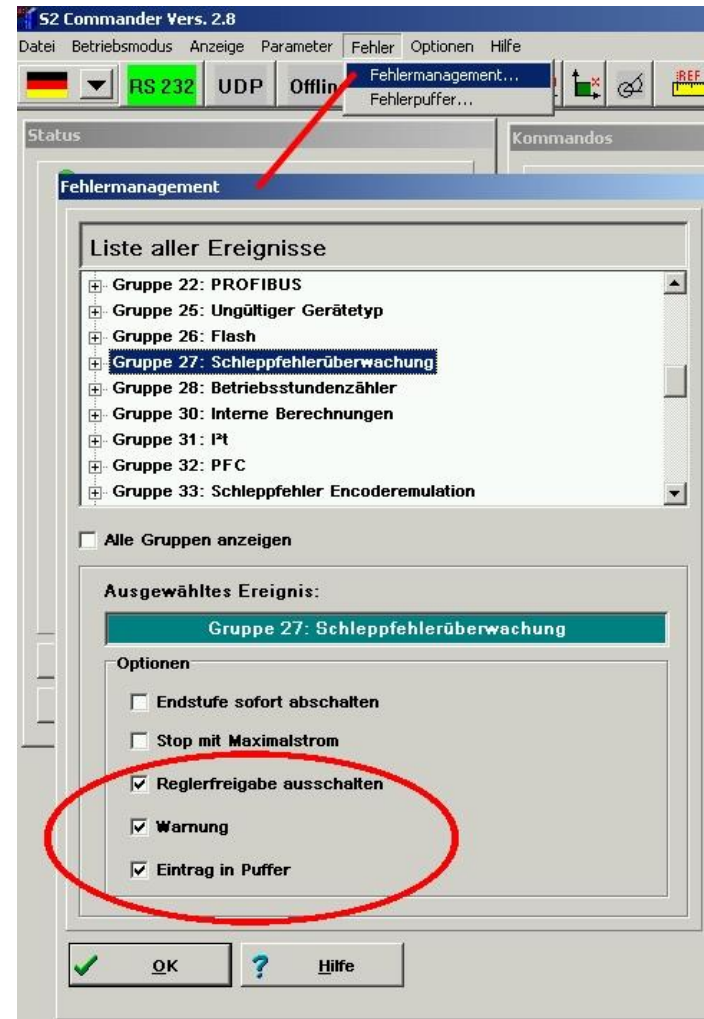 S2 Commander Vers. 2.8
Datei Betriebsmodus Anzeige Parameter Fehler Optionen Hilfe
RS 232 UDP Offlin REF
Fehlermanagement...
Fehlerpuffer...
Status
Kommandos
Fehlermanagement
Liste aller Ereignisse
Gruppe 22: PROFIBUS
Gruppe 25: Ungültiger Gerätetyp
Gruppe 26: Flash
Gruppe 27: Schleppfehlerüberwachung
Gruppe 28: Betriebsstundenzähler
Gruppe 30: Interne Berechnungen
Gruppe 31: I²t
Gruppe 32: PFC
Gruppe 33: Schleppfehler Encoderemulation
Alle Gruppen anzeigen
Ausgewähltes Ereignis:
Gruppe 27: Schleppfehlerüberwachung
Optionen
Endstufe sofort abschalten
Stop mit Maximalstrom
Reglerfreigabe ausschalten
Warnung
Eintrag in Puffer
OK
Hilfe